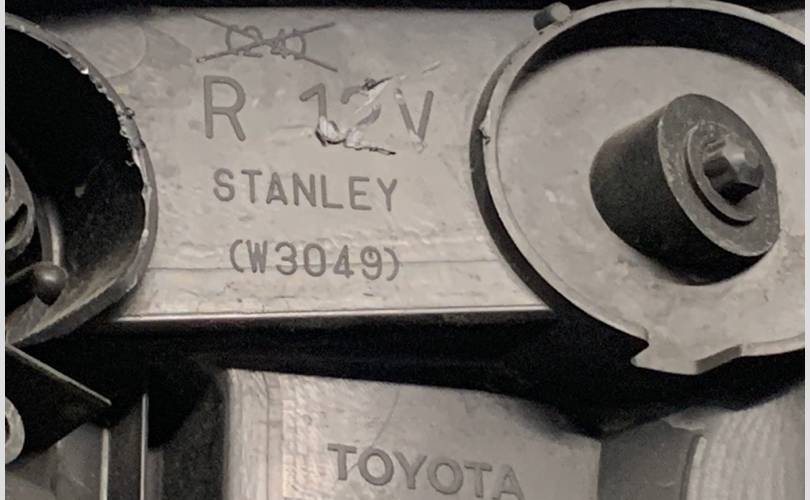 (24)
R 12V
STANLEY
(W3049)
TOYOTA